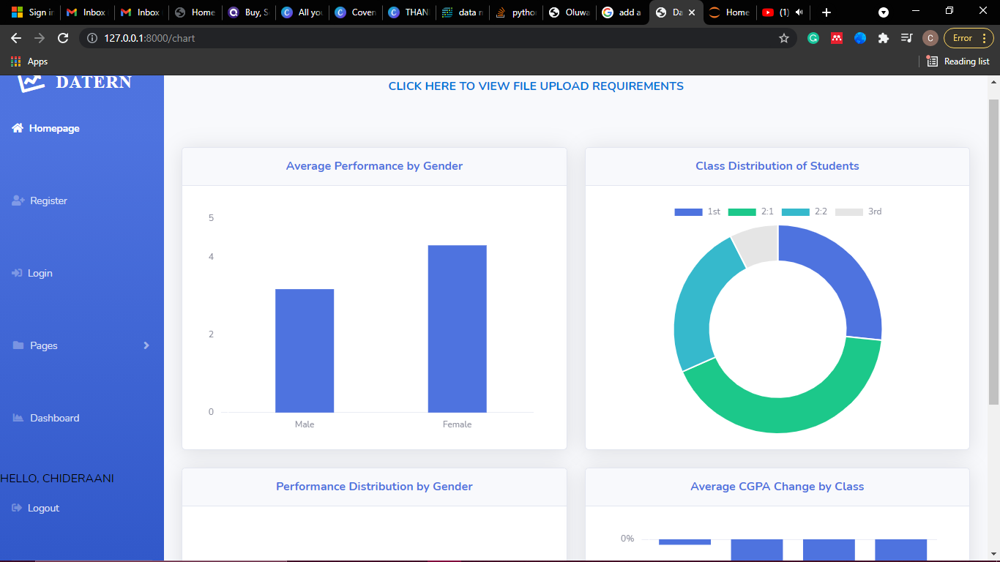 Sign in
Inbox
Inbox
Home
Buy, S
All you
Coven
THAN
data n
pytho
Oluwa
add a
Da
Home
(1)
127.0.0.1:8000/chart
C
Error
Apps
Reading list
DATERN
Homepage
Register
Login
Pages
Dashboard
HELLO, CHIDERAANI
Logout
CLICK HERE TO VIEW FILE UPLOAD REQUIREMENTS
Average Performance by Gender
5
4
2
0
Male
Female
Class Distribution of Students
1st
2:1
2:2
3rd
Performance Distribution by Gender
Average CGPA Change by Class
0%